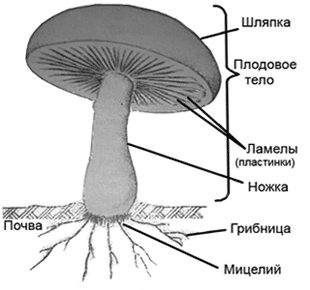 Шляпка
Плодовое
тело
Ламелы
(пластинки)
Ножка
Почва
Грибница
Мицелий